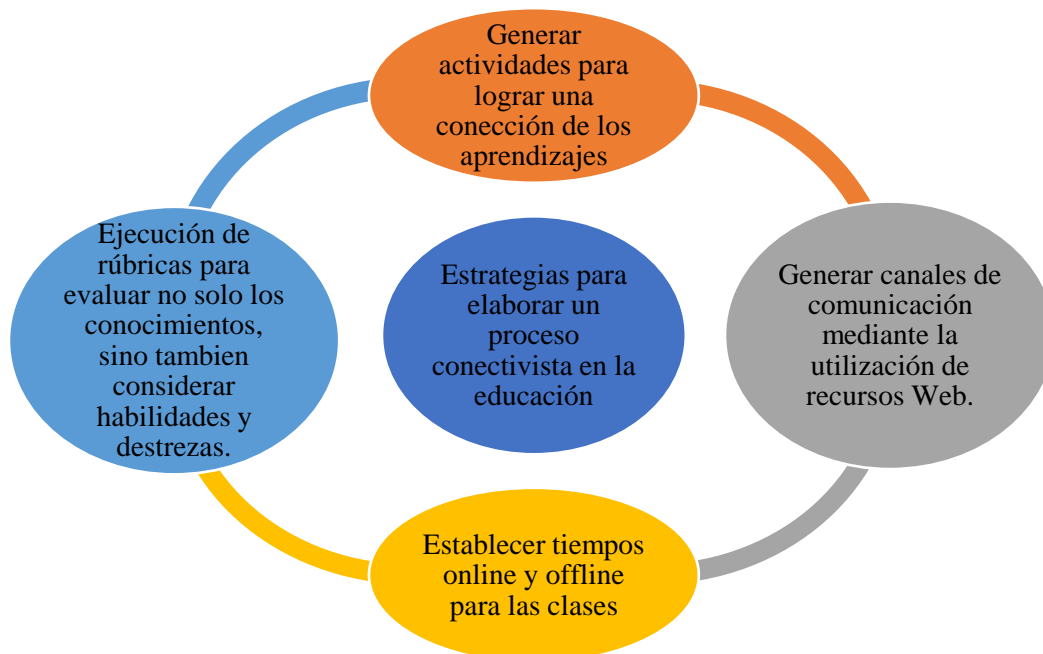 Generar
actividades para
lograr una
conección de los
aprendizajes
Ejecución de
rúbricas para
evaluar no solo los
conocimientos,
sino tambien
considerar
habilidades y
destrezas.
Estrategias para
elaborar un
proceso
conectivista en la
educación
Generar canales de
comunicación
mediante la
utilización de
recursos Web.
Establecer tiempos
online y offline
para las clases